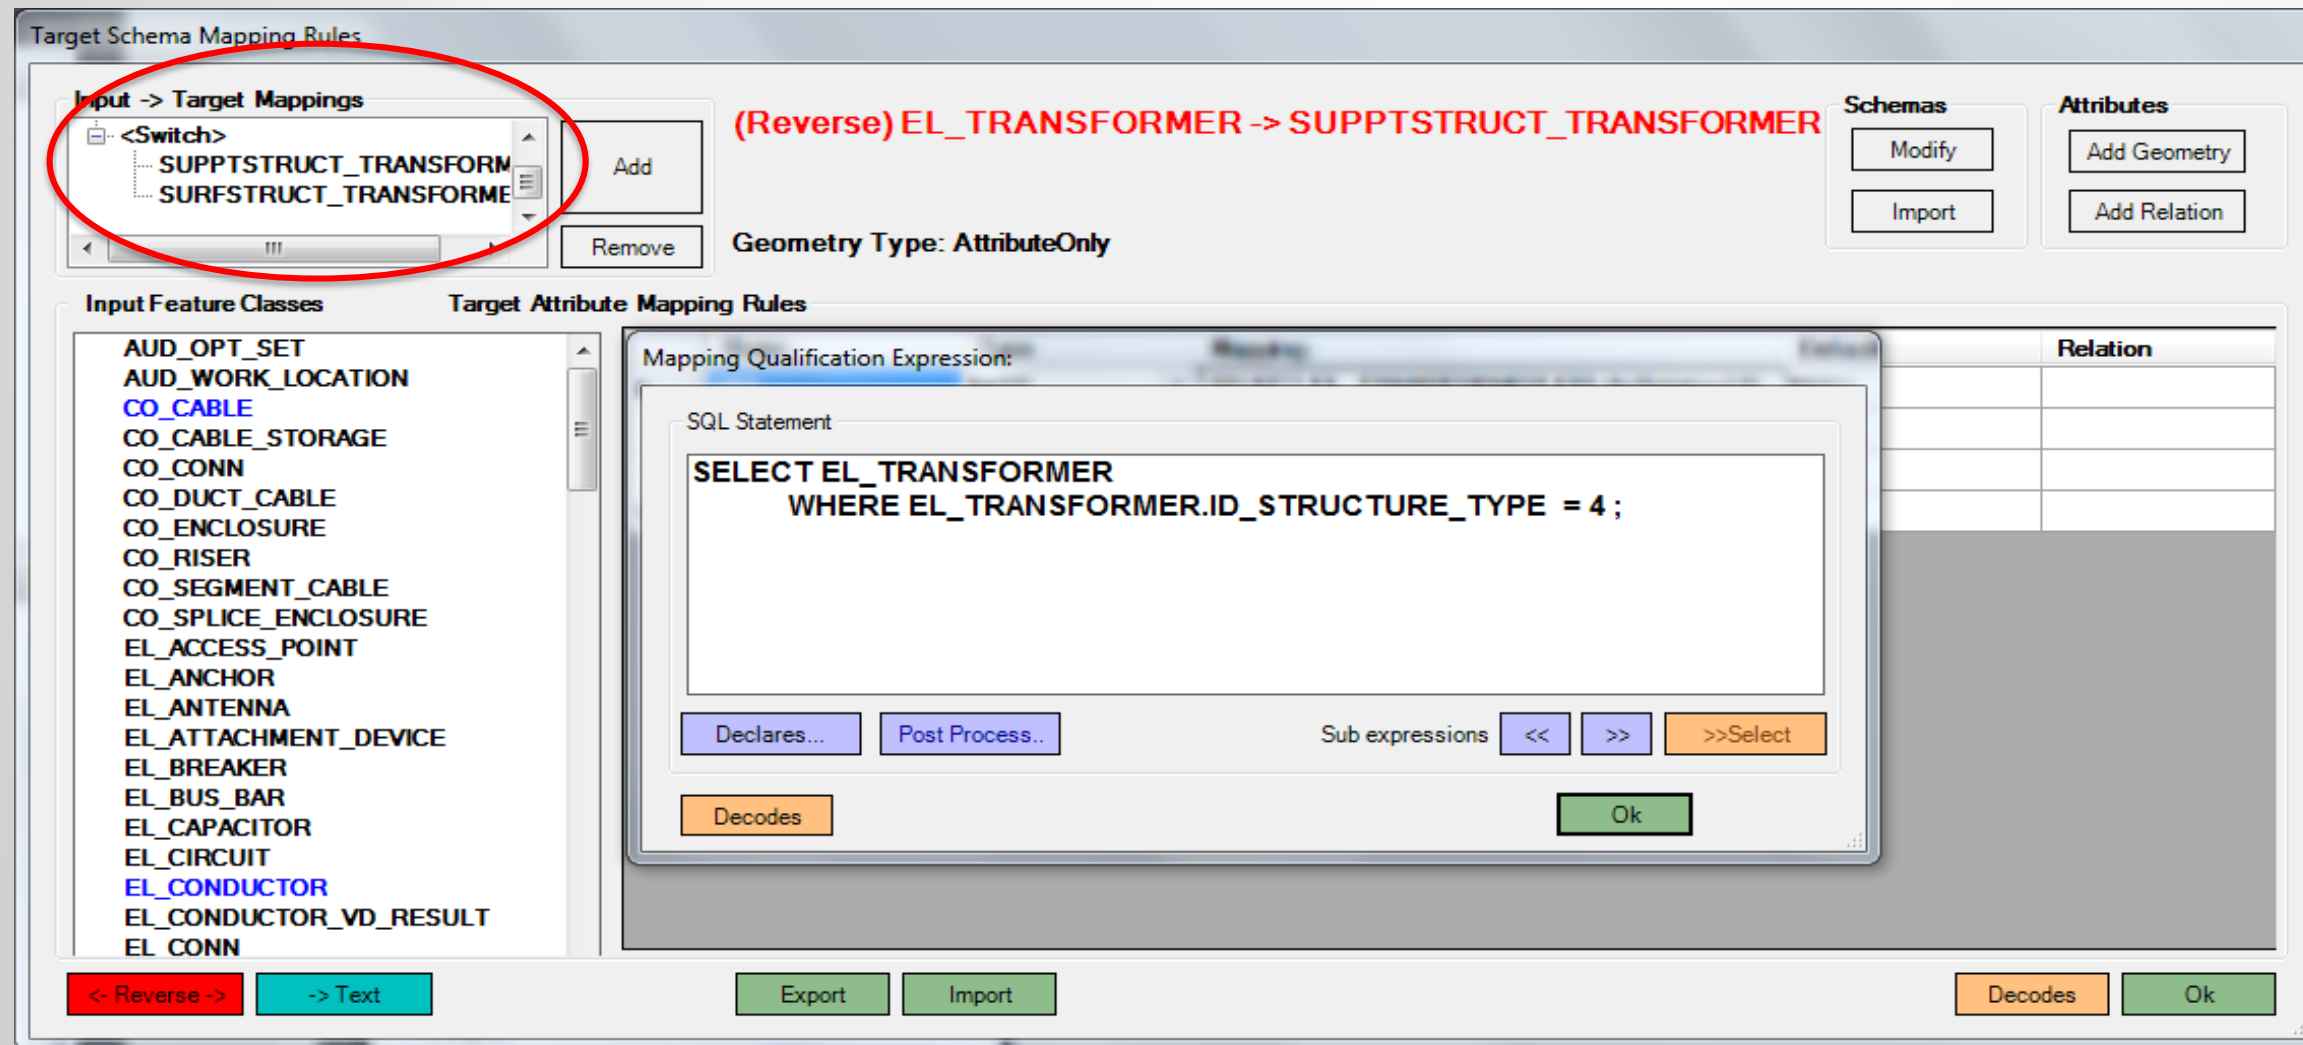 Target Schema Mapping Rules
Input -> Target Mappings
<Switch>
SUPPTSTRUCT_TRANSFORM
SURFSTRUCT_TRANSFORME
Add
Remove
(Reverse) EL_TRANSFORMER -> SUPPTSTRUCT_TRANSFORMER
Geometry Type: AttributeOnly
Schemas
Modify
Import
Attributes
Add Geometry
Add Relation
Input Feature Classes
Target Attribute Mapping Rules
AUD_OPT_SET
AUD_WORK_LOCATION
CO_CABLE
CO_CABLE_STORAGE
CO_CONN
CO_DUCT_CABLE
CO_ENCLOSURE
CO_RISER
CO_SEGMENT_CABLE
CO_SPLICE_ENCLOSURE
EL_ACCESS_POINT
EL_ANCHOR
EL_ANTENNA
EL_ATTACHMENT_DEVICE
EL_BREAKER
EL_BUS_BAR
EL_CAPACITOR
EL_CIRCUIT
EL_CONDUCTOR
EL_CONDUCTOR_VD_RESULT
EL_CONN
Relation
Mapping Qualification Expression:
SQL Statement
SELECT EL_TRANSFORMER
WHERE EL_TRANSFORMER.ID_STRUCTURE_TYPE = 4 ;
Declares...
Post Process..
Sub expressions
<<
>>
>>Select
Decodes
Ok
<- Reverse ->
-> Text
Export
Import
Decodes
Ok